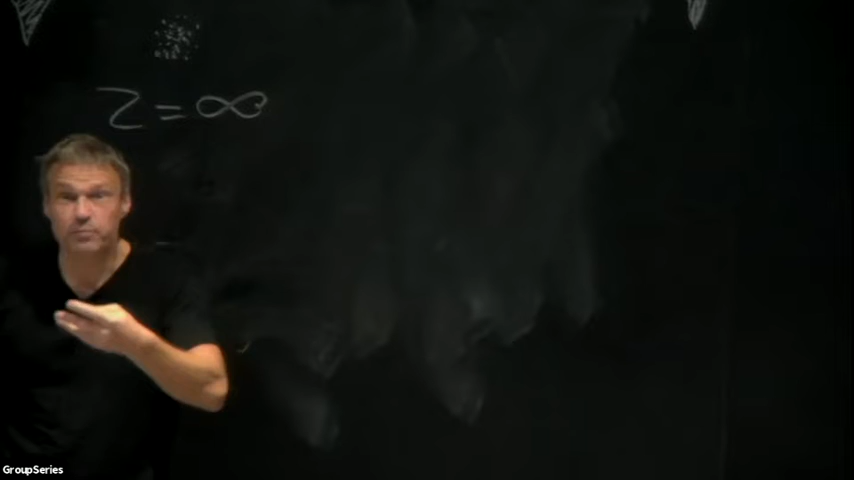 z = ∞
GroupSeries